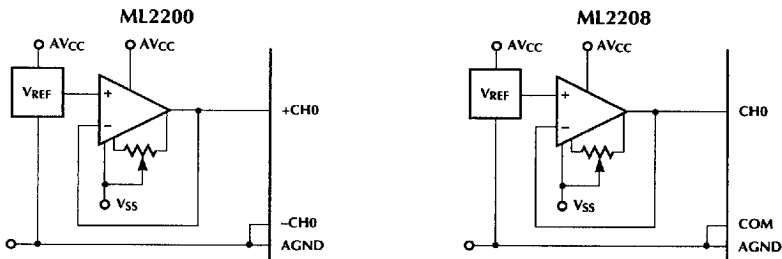 ML2200
AVCC
AVCC
VREF
+
−
+CH0
VSS
−CH0
AGND
ML2208
AVCC
AVCC
VREF
+
−
CH0
VSS
COM
AGND